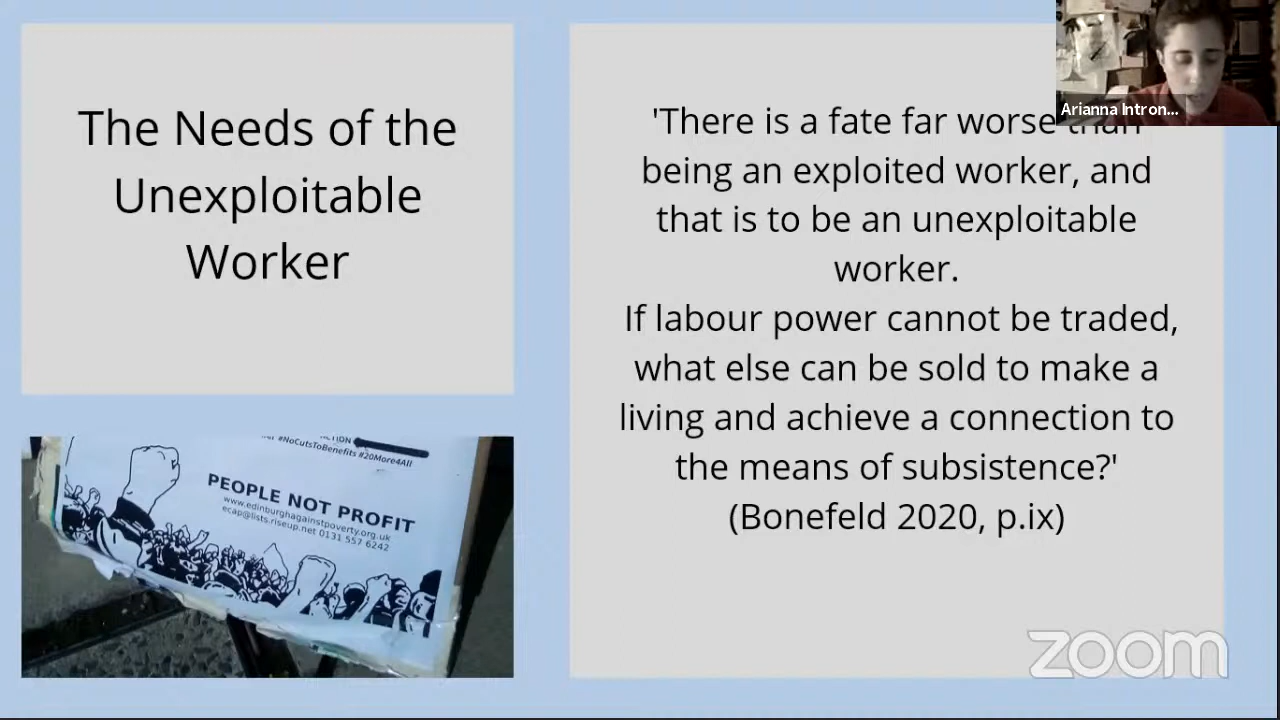 The Needs of the
Unexploitable
Worker
'There is a fate far worse than
being an exploited worker, and
that is to be an unexploitable
worker.
If labour power cannot be traded,
what else can be sold to make a
living and achieve a connection to
the means of subsistence?'
(Bonefeld 2020, p.ix)
Arianna Intron...
#NoCutsToBenefits #20More4All
PEOPLE NOT PROFIT
www.edinburghagainstpoverty.org.uk
ecap@lists.riseup.net 0131 557 6242
zoom